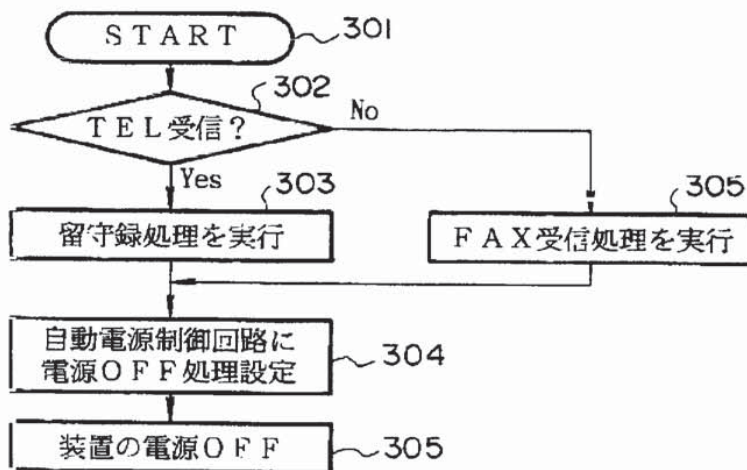 START
301
302
TEL受信?
No
Yes
303
305
留守録処理を実行
FAX受信処理を実行
自動電源制御回路に
電源OFF処理設定
304
装置の電源OFF
305